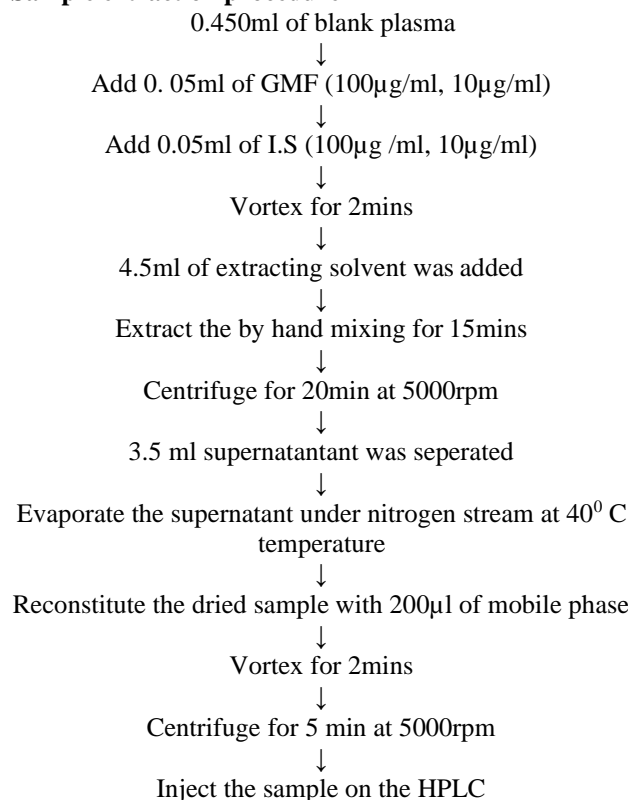 0.450ml of blank plasma
↓
Add 0. 05ml of GMF (100µg/ml, 10µg/ml)
↓
Add 0.05ml of I.S (100µg /ml, 10µg/ml)
↓
Vortex for 2mins
↓
4.5ml of extracting solvent was added
↓
Extract the by hand mixing for 15mins
↓
Centrifuge for 20min at 5000rpm
↓
3.5 ml supernatantant was seperated
↓
Evaporate the supernatant under nitrogen stream at 40⁰ C
temperature
↓
Reconstitute the dried sample with 200µl of mobile phase
↓
Vortex for 2mins
↓
Centrifuge for 5 min at 5000rpm
↓
Inject the sample on the HPLC